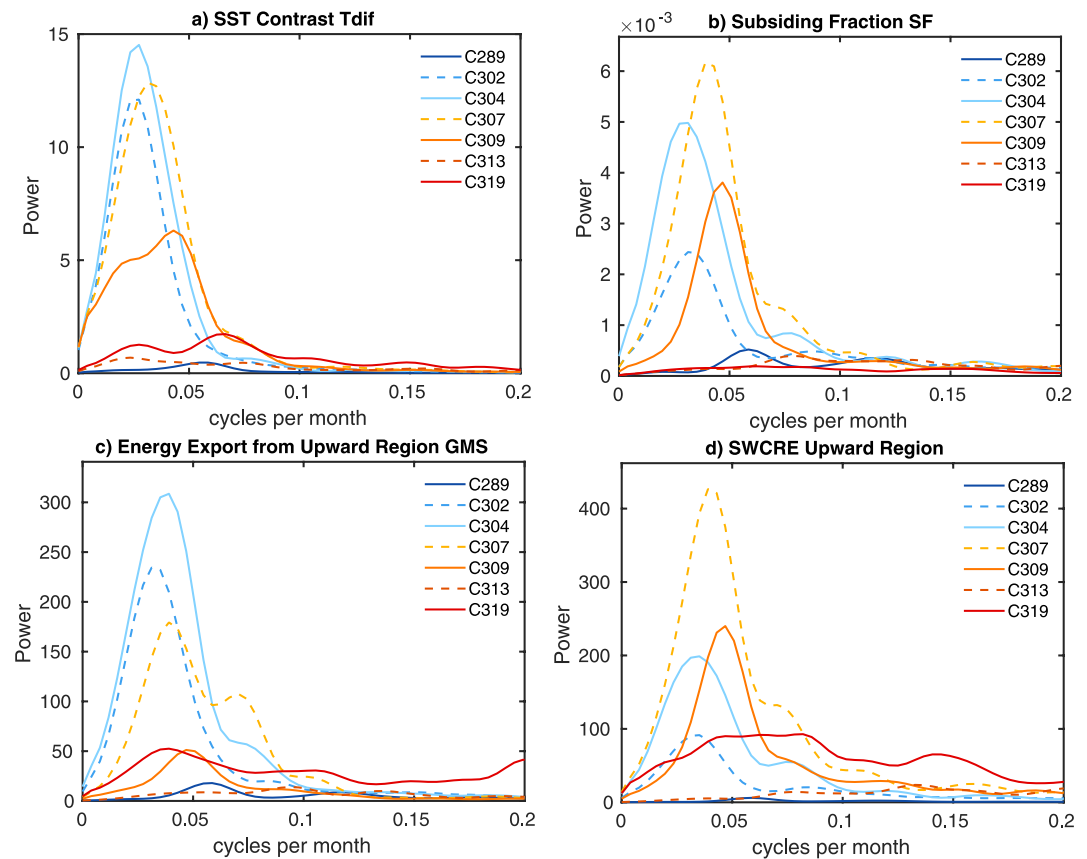 a) SST Contrast Tdif
15
10
5
0
Power
0
0.05
0.1
0.15
0.2
cycles per month
C289
C302
C304
C307
C309
C313
C319
b) Subsiding Fraction SF
×10⁻³
6
5
4
3
2
1
0
Power
0
0.05
0.1
0.15
0.2
cycles per month
C289
C302
C304
C307
C309
C313
C319
c) Energy Export from Upward Region GMS
300
250
200
150
100
50
0
Power
0
0.05
0.1
0.15
0.2
cycles per month
C289
C302
C304
C307
C309
C313
C319
d) SWCRE Upward Region
400
300
200
100
0
Power
0
0.05
0.1
0.15
0.2
cycles per month
C289
C302
C304
C307
C309
C313
C319